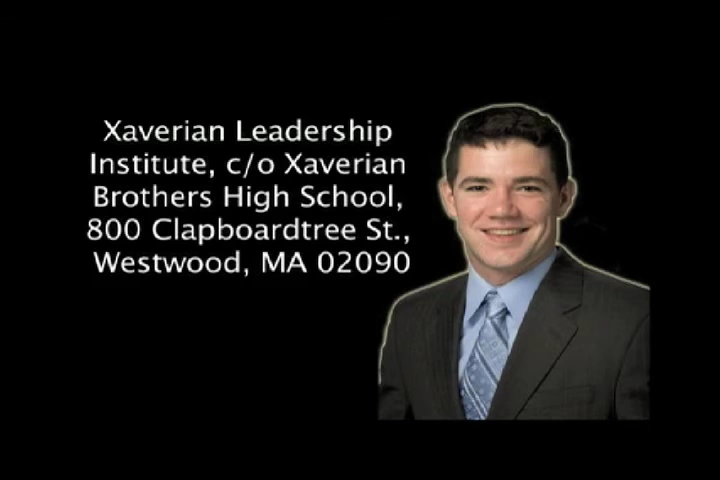 Xaverian Leadership
Institute, c/o Xaverian
Brothers High School,
800 Clapboardtree St.,
Westwood, MA 02090